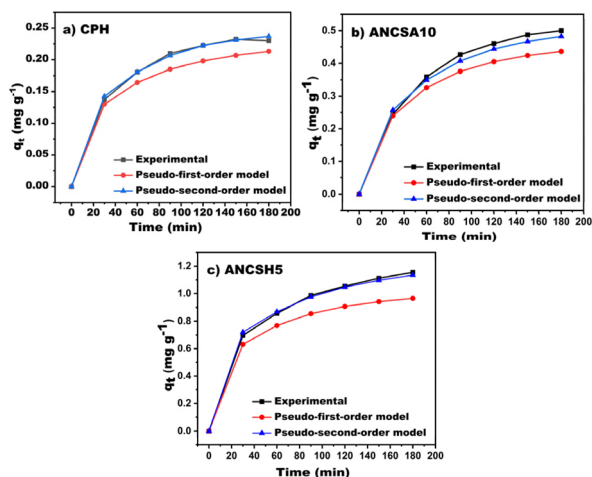 a) CPH
q_t (mg g⁻¹)
0.25
0.20
0.15
0.10
0.05
0.00
Experimental
Pseudo-first-order model
Pseudo-second-order model
0 20 40 60 80 100 120 140 160 180 200
Time (min)
b) ANCSA10
q_t (mg g⁻¹)
0.5
0.4
0.3
0.2
0.1
0.0
Experimental
Pseudo-first-order model
Pseudo-second-order model
0 20 40 60 80 100 120 140 160 180 200
Time (min)
c) ANCSH5
q_t (mg g⁻¹)
1.2
1.0
0.8
0.6
0.4
0.2
0.0
Experimental
Pseudo-first-order model
Pseudo-second-order model
0 20 40 60 80 100 120 140 160 180 200
Time (min)